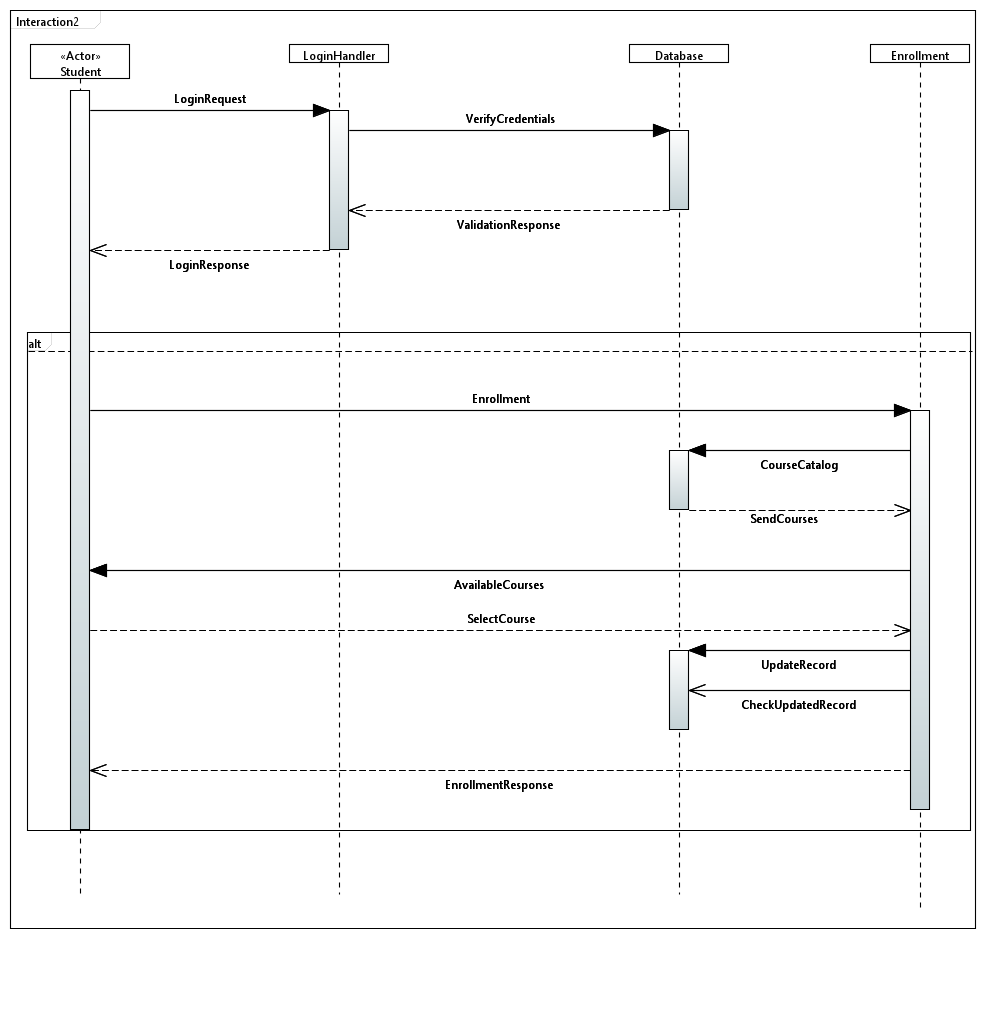 Interaction2
«Actor»
Student
LoginHandler
Database
Enrollment
LoginRequest
VerifyCredentials
ValidationResponse
LoginResponse
alt
Enrollment
CourseCatalog
SendCourses
AvailableCourses
SelectCourse
UpdateRecord
CheckUpdatedRecord
EnrollmentResponse